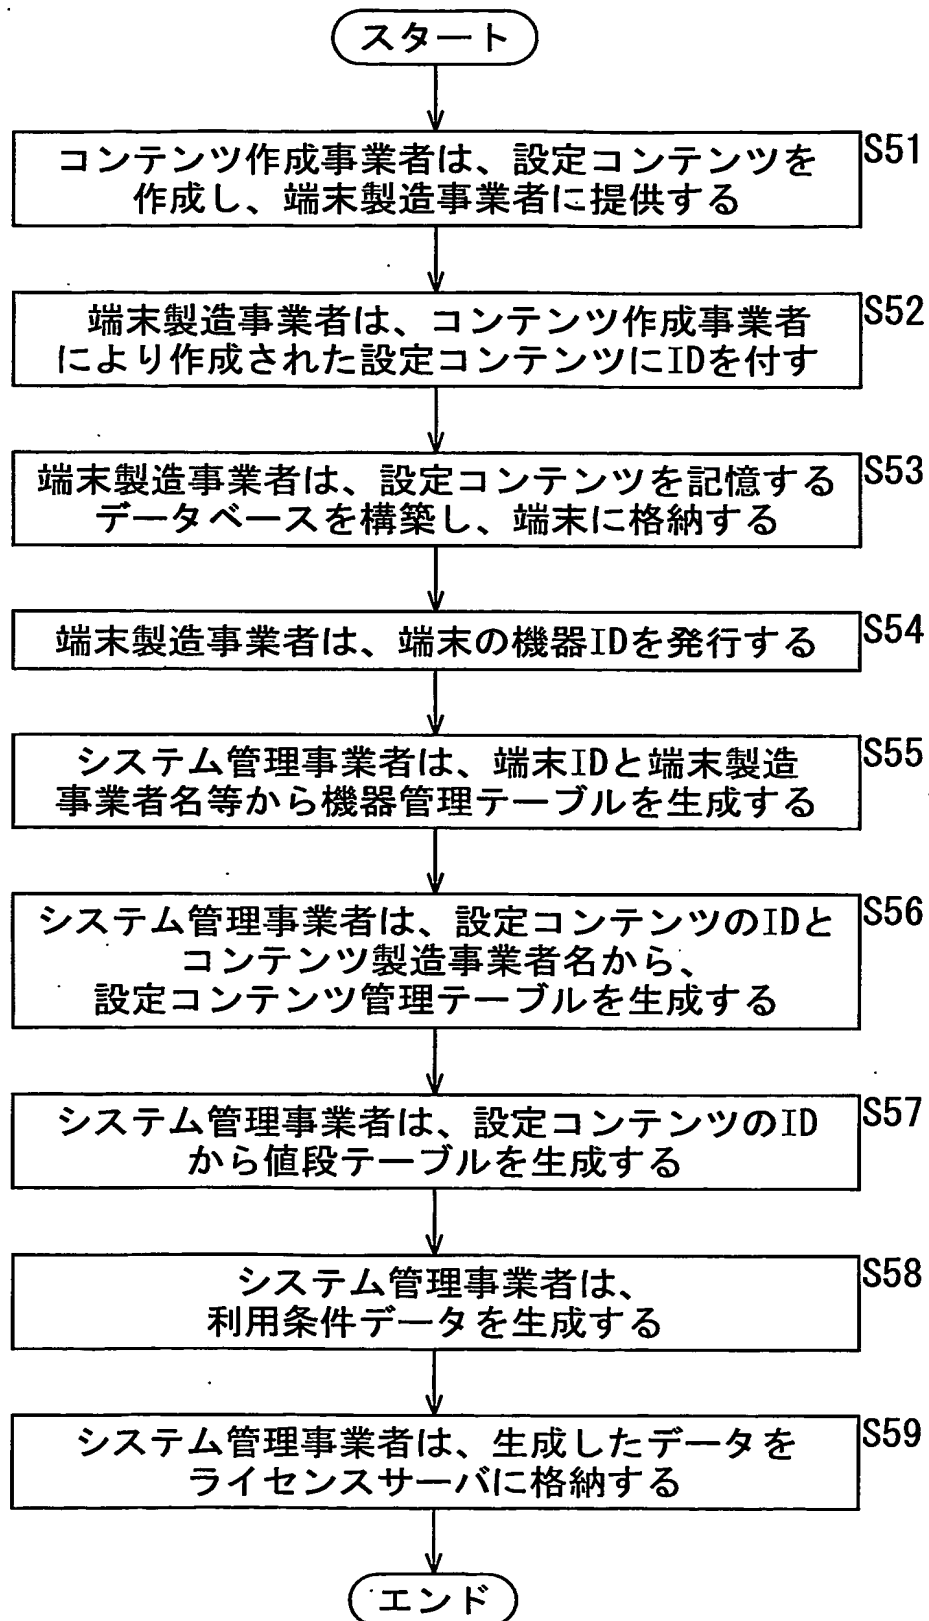 スタート
S51
コンテンツ作成事業者は、設定コンテンツを
作成し、端末製造事業者に提供する
S52
端末製造事業者は、コンテンツ作成事業者
により作成された設定コンテンツにIDを付す
S53
端末製造事業者は、設定コンテンツを記憶する
データベースを構築し、端末に格納する
S54
端末製造事業者は、端末の機器IDを発行する
S55
システム管理事業者は、端末IDと端末製造
事業者名等から機器管理テーブルを生成する
S56
システム管理事業者は、設定コンテンツのIDと
コンテンツ製造事業者名から、
設定コンテンツ管理テーブルを生成する
S57
システム管理事業者は、設定コンテンツのID
から値段テーブルを生成する
S58
システム管理事業者は、
利用条件データを生成する
S59
システム管理事業者は、生成したデータを
ライセンスサーバに格納する
エンド